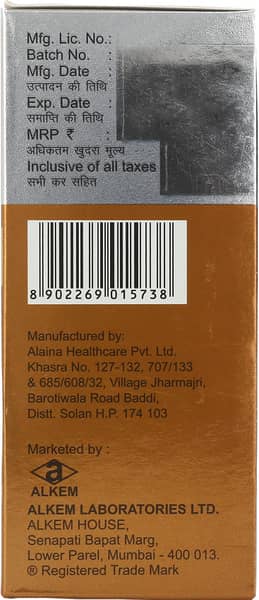 Mfg. Lic. No.:
Batch No. :
Mfg. Date :
उत्पादन की तिथि
Exp. Date :
समाप्ति की तिथि
MRP ₹ :
अधिकतम खुदरा मूल्य
Inclusive of all taxes
सभी कर सहित
8 902269 015738
Manufactured by:
Alaina Healthcare Pvt. Ltd.
Khasra No. 127-132, 707/133
& 685/608/32, Village Jharmajri,
Barotiwala Road Baddi,
Distt. Solan H.P. 174 103
Marketed by :
a
ALKEM
ALKEM LABORATORIES LTD.
ALKEM HOUSE,
Senapati Bapat Marg,
Lower Parel, Mumbai - 400 013.
® Registered Trade Mark